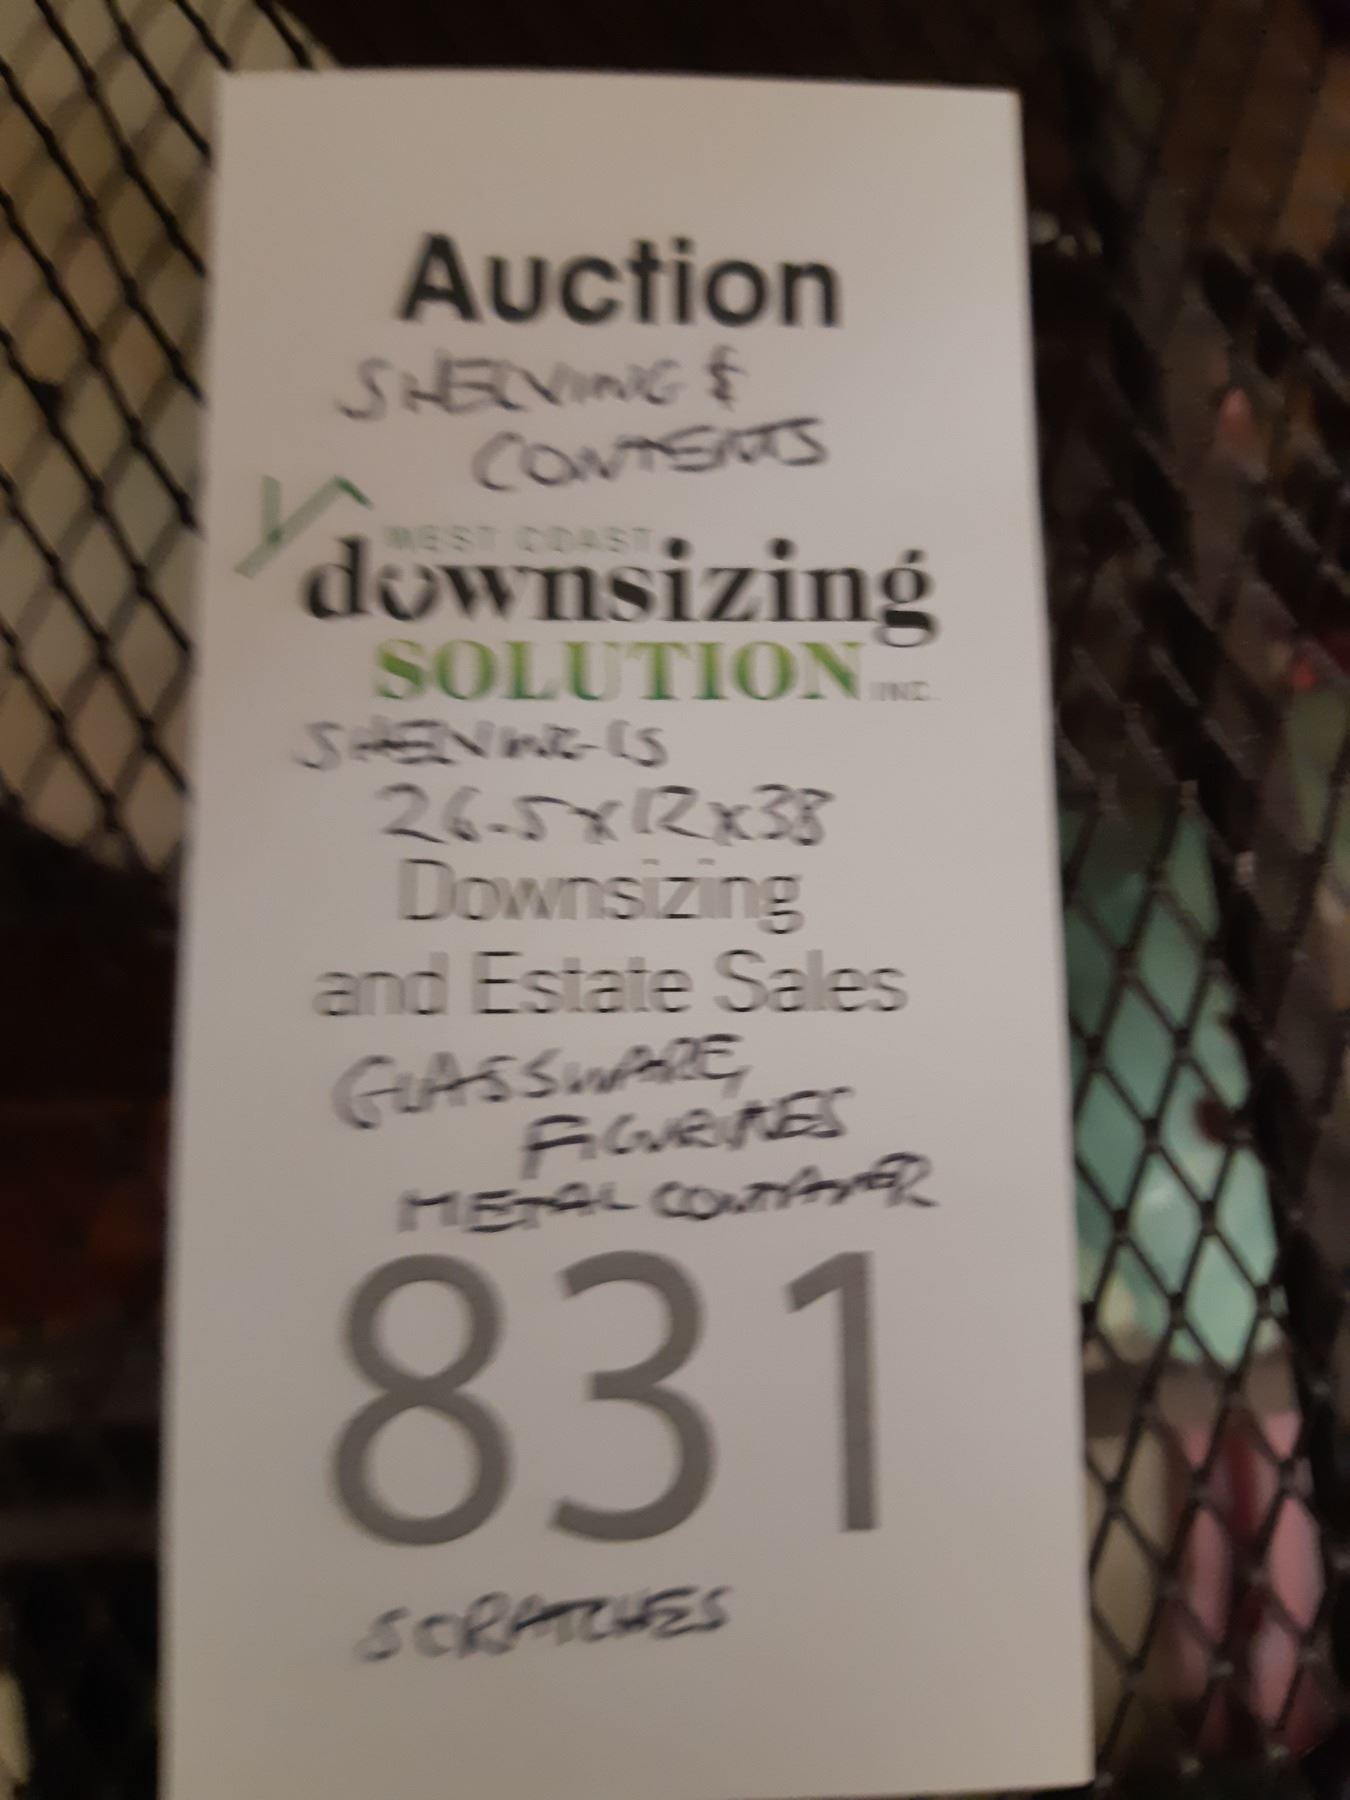 Auction
SHELVING &
CONTENTS
WEST COAST
downsizing
SOLUTION INC.
SHELVING IS
26.5x12x38
Downsizing
and Estate Sales
GLASSWARE,
FIGURINES
METAL CONTAINER
831
SCRATCHES